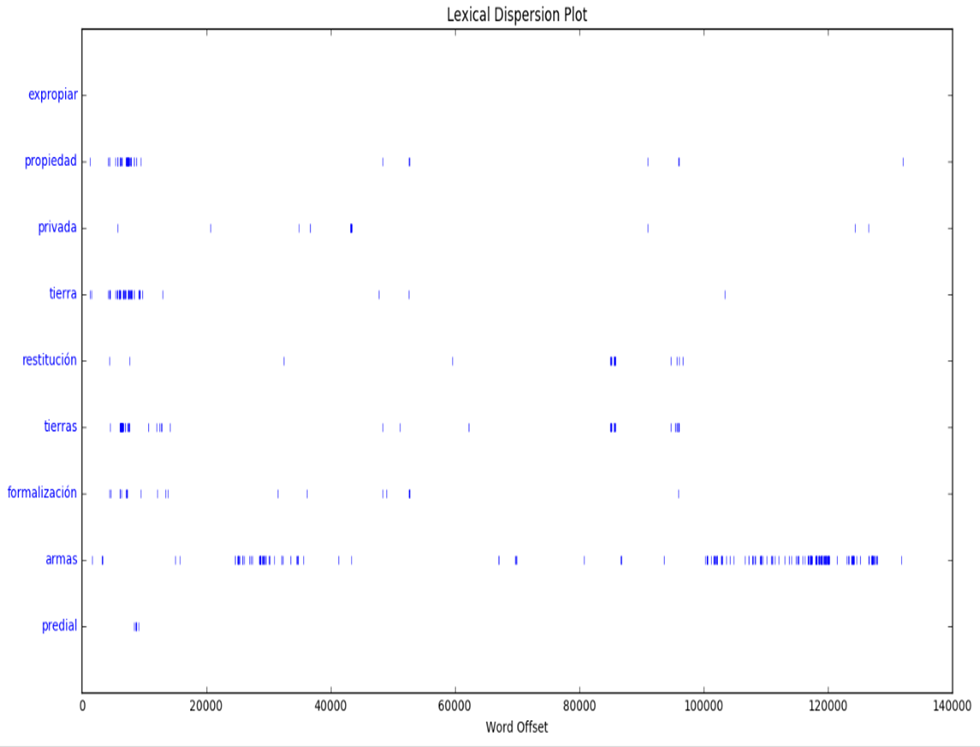 Lexical Dispersion Plot
expropiar
propiedad
privada
tierra
restitución
tierras
formalización
armas
predial
0 20000 40000 60000 80000 100000 120000 140000
Word Offset